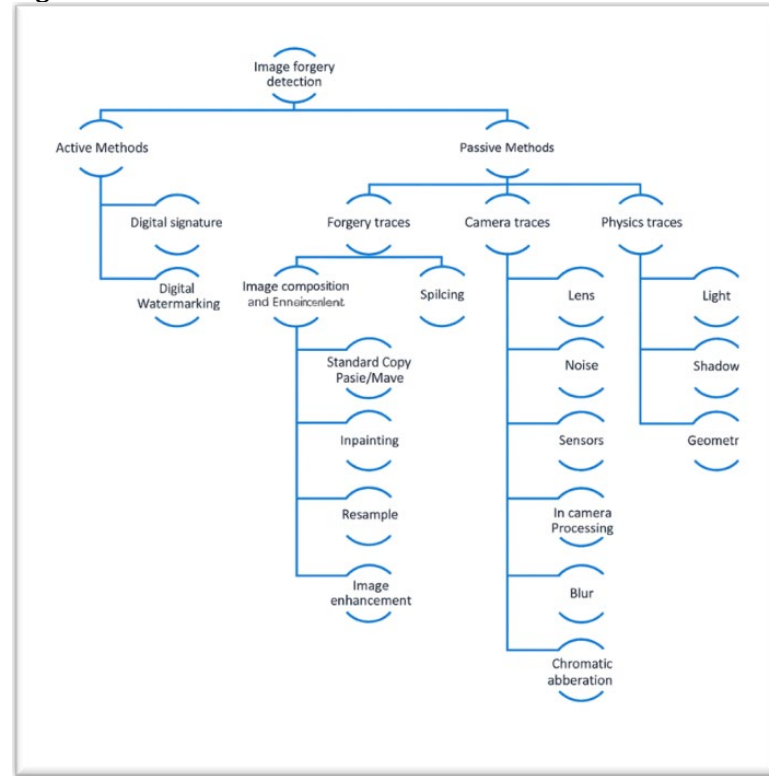 Image forgery
detection
Active Methods
Passive Methods
Digital signature
Digital
Watermarking
Forgery traces
Camera traces
Physics traces
Image composition
and Enneircenlent
Spilcing
Standard Copy
Pasie/Mave
Inpainting
Resample
Image
enhancement
Lens
Noise
Sensors
In camera
Processing
Blur
Chromatic
abberation
Light
Shadow
Geometr